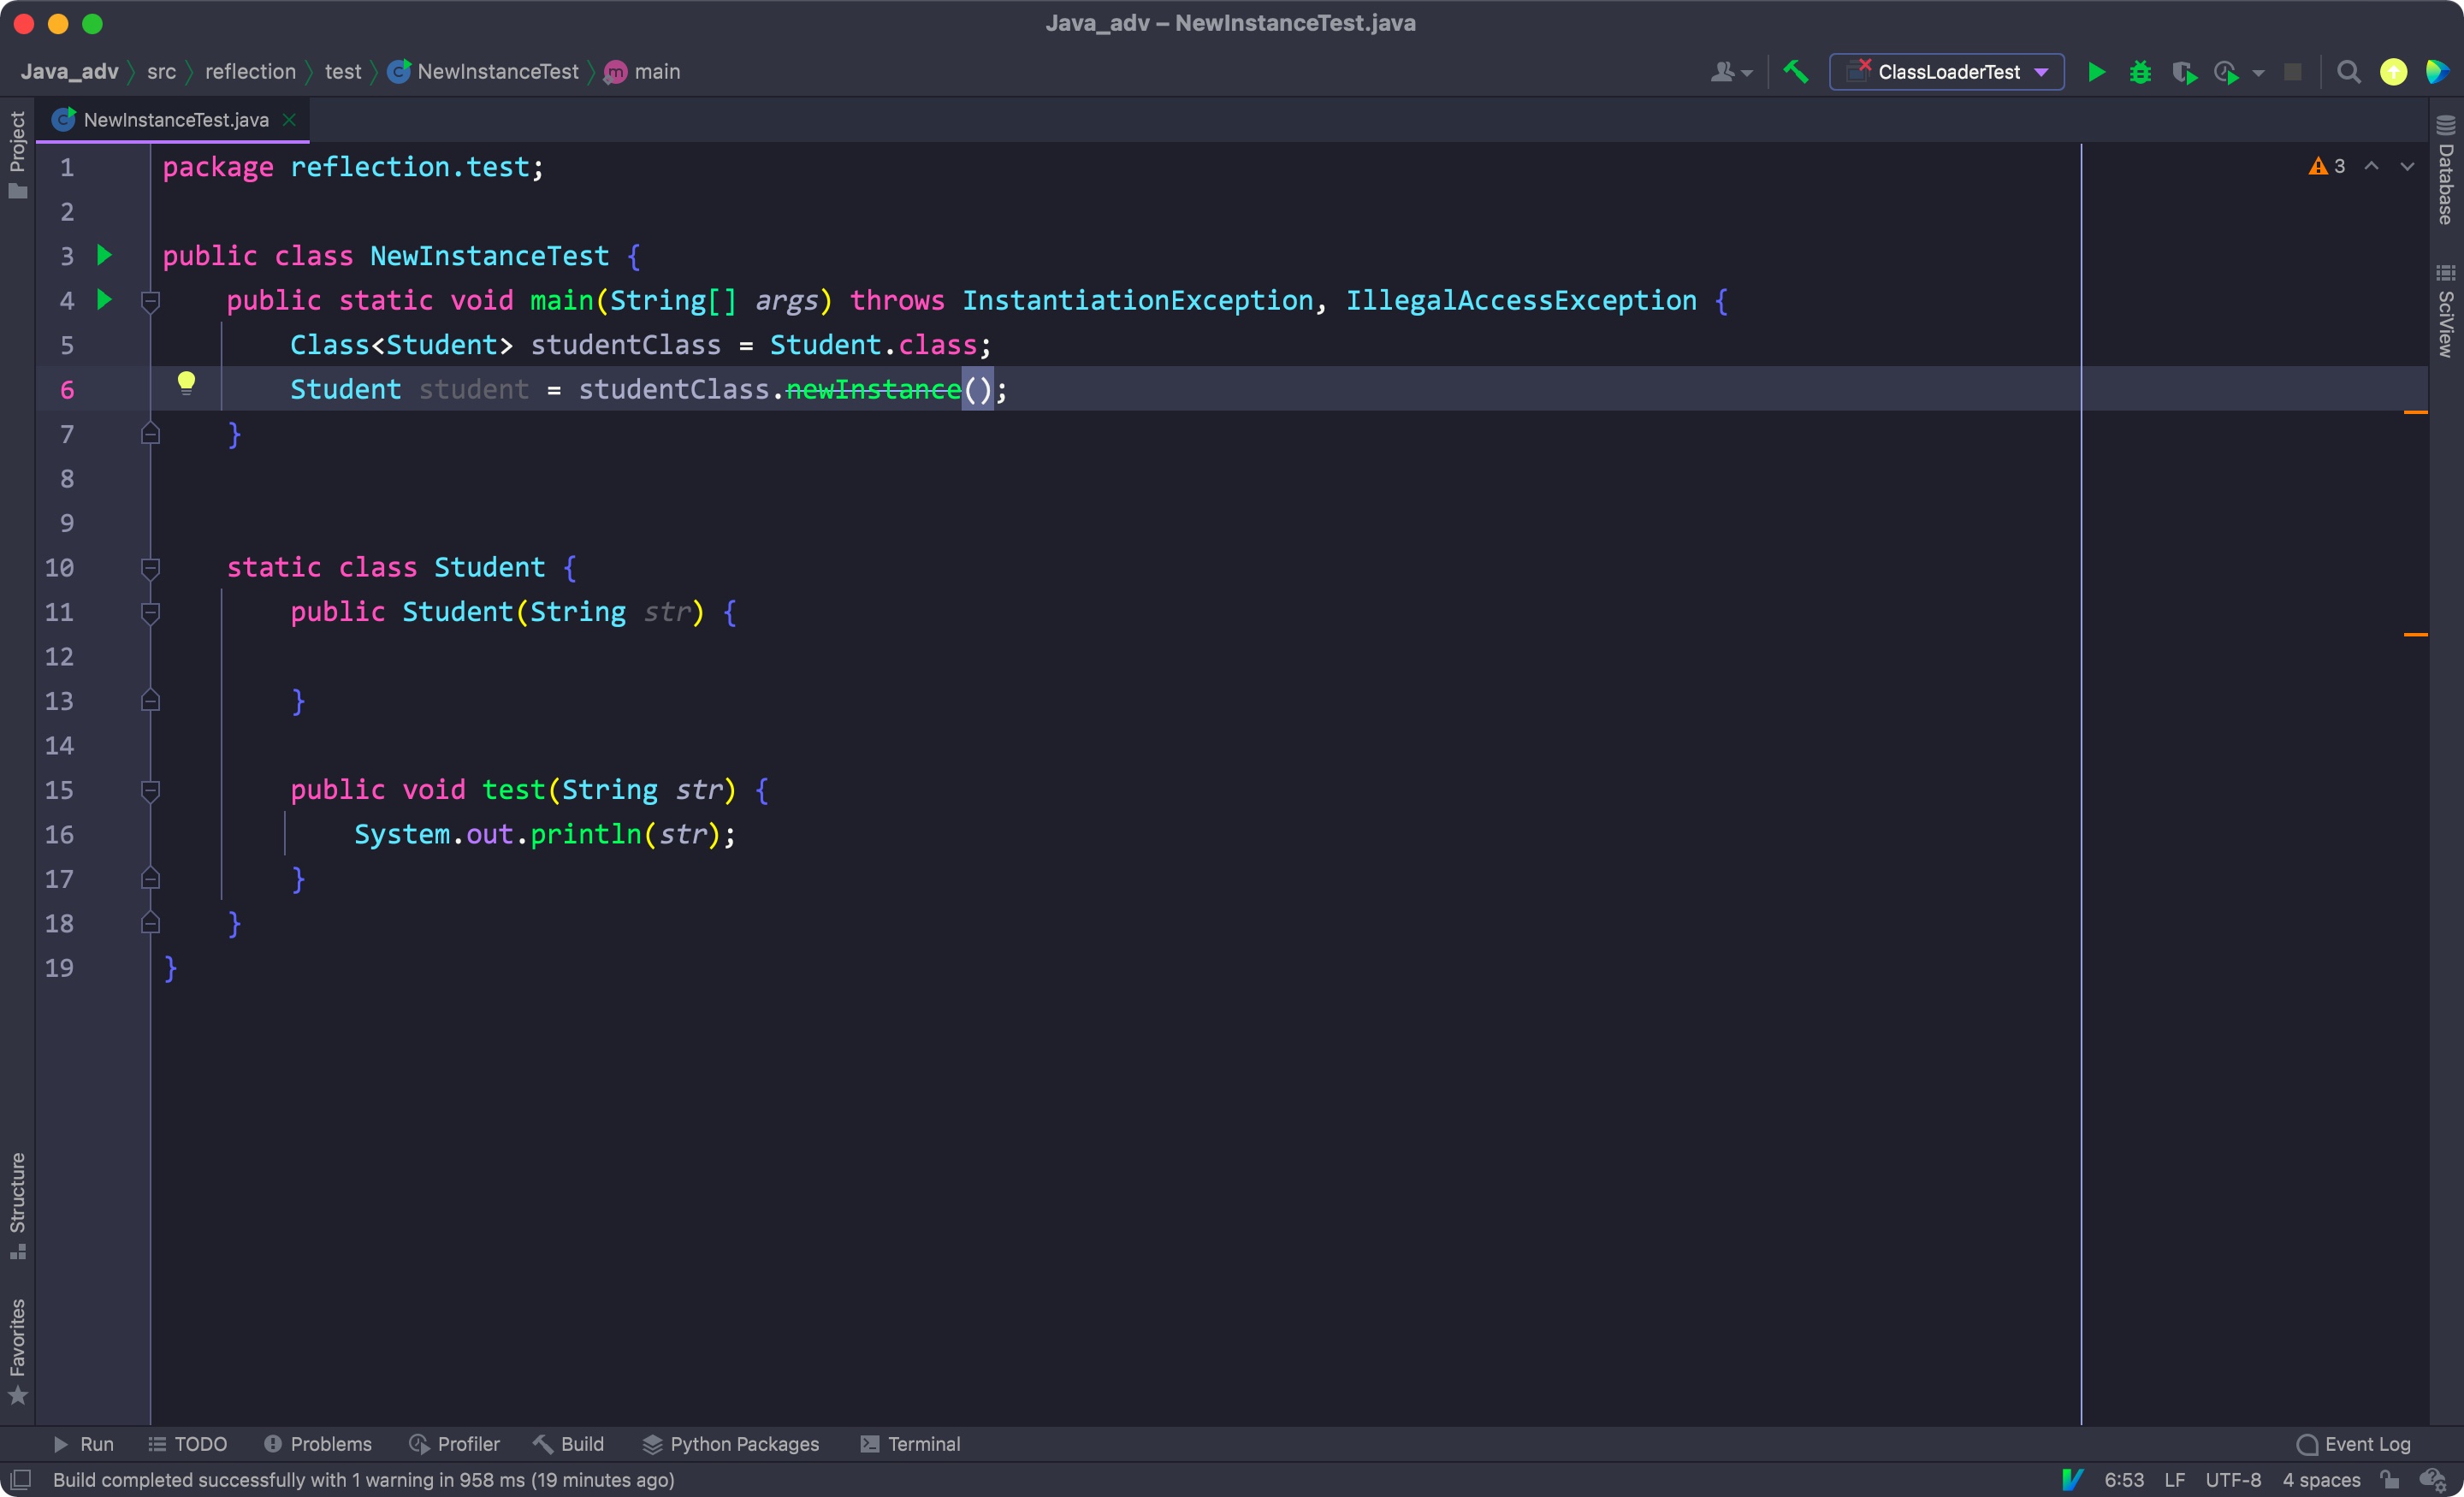 Java_adv – NewInstanceTest.java
Java_adv src reflection test NewInstanceTest main ClassLoaderTest
NewInstanceTest.java
Project
Structure
Favorites
1 package reflection.test;
2
3 public class NewInstanceTest {
4 public static void main(String[] args) throws InstantiationException, IllegalAccessException {
5 Class<Student> studentClass = Student.class;
6 Student student = studentClass.newInstance();
7 }
8
9
10 static class Student {
11 public Student(String str) {
12
13 }
14
15 public void test(String str) {
16 System.out.println(str);
17 }
18 }
19 }
3
Database
SciView
Run TODO Problems Profiler Build Python Packages Terminal Event Log
Build completed successfully with 1 warning in 958 ms (19 minutes ago) 6:53 LF UTF-8 4 spaces